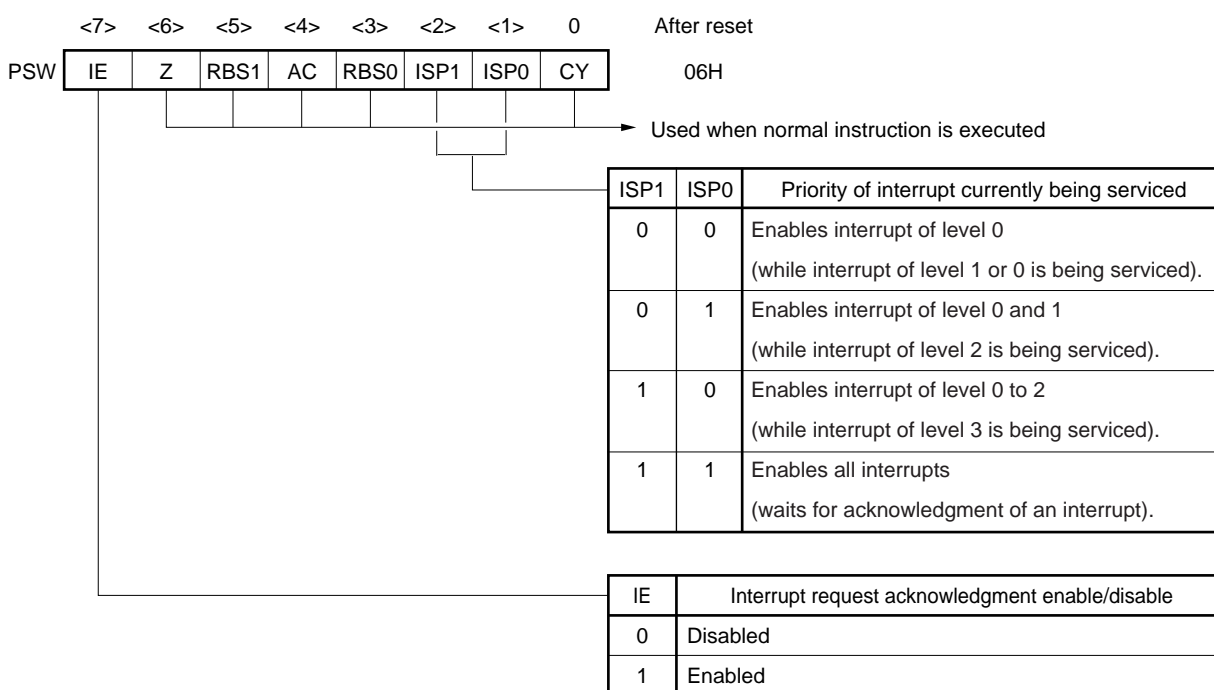 <7> <6> <5> <4> <3> <2> <1> 0 After reset
PSW IE Z RBS1 AC RBS0 ISP1 ISP0 CY 06H
Used when normal instruction is executed
ISP1 ISP0 Priority of interrupt currently being serviced
0 0 Enables interrupt of level 0
(while interrupt of level 1 or 0 is being serviced).
0 1 Enables interrupt of level 0 and 1
(while interrupt of level 2 is being serviced).
1 0 Enables interrupt of level 0 to 2
(while interrupt of level 3 is being serviced).
1 1 Enables all interrupts
(waits for acknowledgment of an interrupt).
IE Interrupt request acknowledgment enable/disable
0 Disabled
1 Enabled